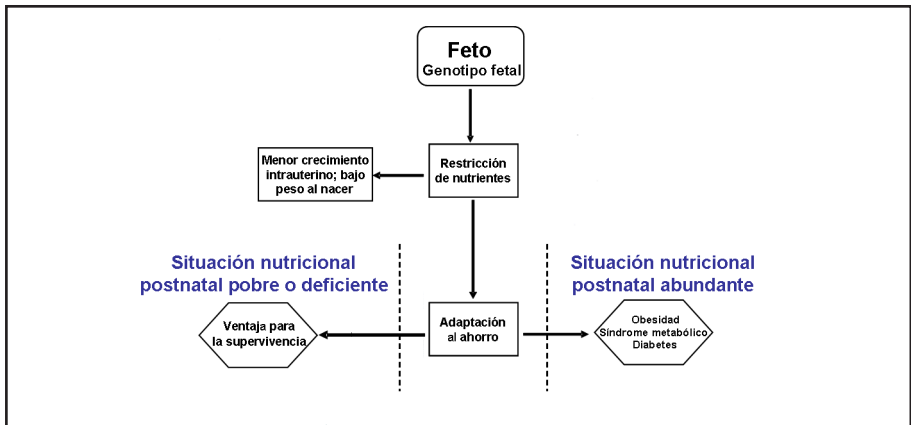 Feto
Genotipo fetal
Menor crecimiento
intrauterino; bajo
peso al nacer
Restricción
de nutrientes
Situación nutricional
postnatal pobre o deficiente
Situación nutricional
postnatal abundante
Ventaja para
la supervivencia
Adaptación
al ahorro
Obesidad
Síndrome metabólico
Diabetes